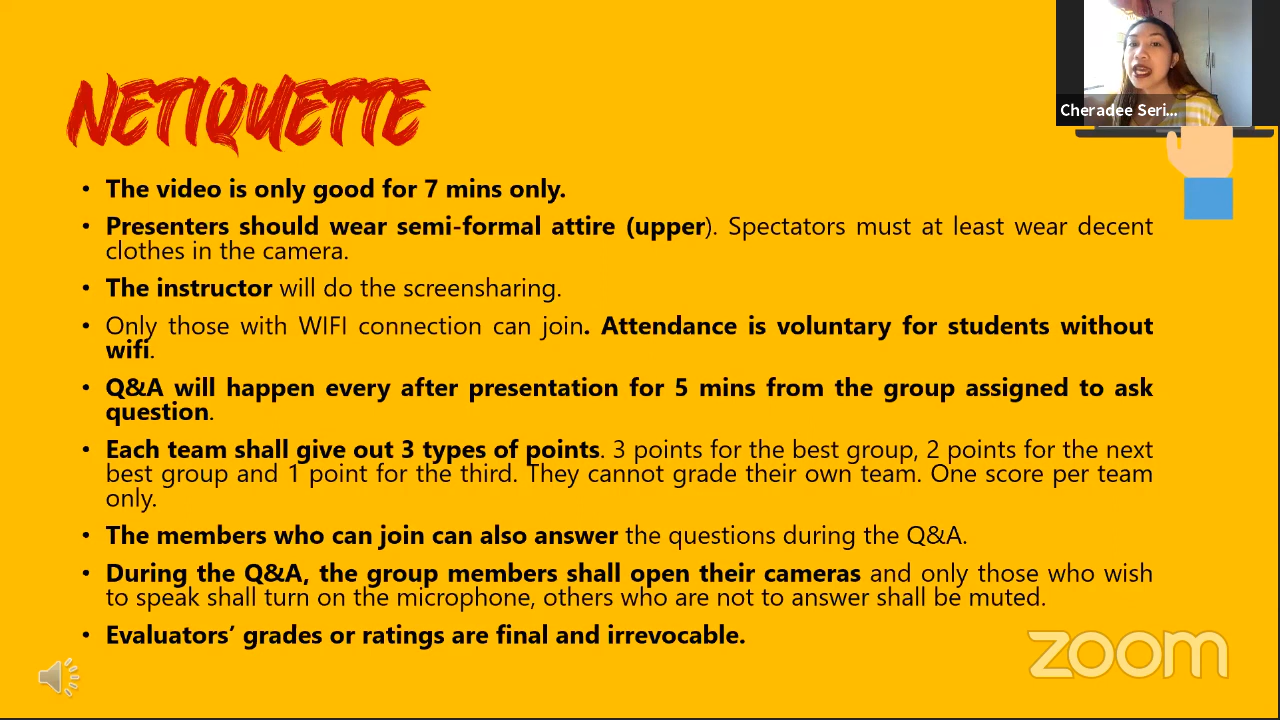 Cheradee Seri...
NETIQUETTE
• The video is only good for 7 mins only.
• Presenters should wear semi-formal attire (upper). Spectators must at least wear decent
clothes in the camera.
• The instructor will do the screensharing.
• Only those with WIFI connection can join. Attendance is voluntary for students without
wifi.
• Q&A will happen every after presentation for 5 mins from the group assigned to ask
question.
• Each team shall give out 3 types of points. 3 points for the best group, 2 points for the next
best group and 1 point for the third. They cannot grade their own team. One score per team
only.
• The members who can join can also answer the questions during the Q&A.
• During the Q&A, the group members shall open their cameras and only those who wish
to speak shall turn on the microphone, others who are not to answer shall be muted.
• Evaluators’ grades or ratings are final and irrevocable.
zoom